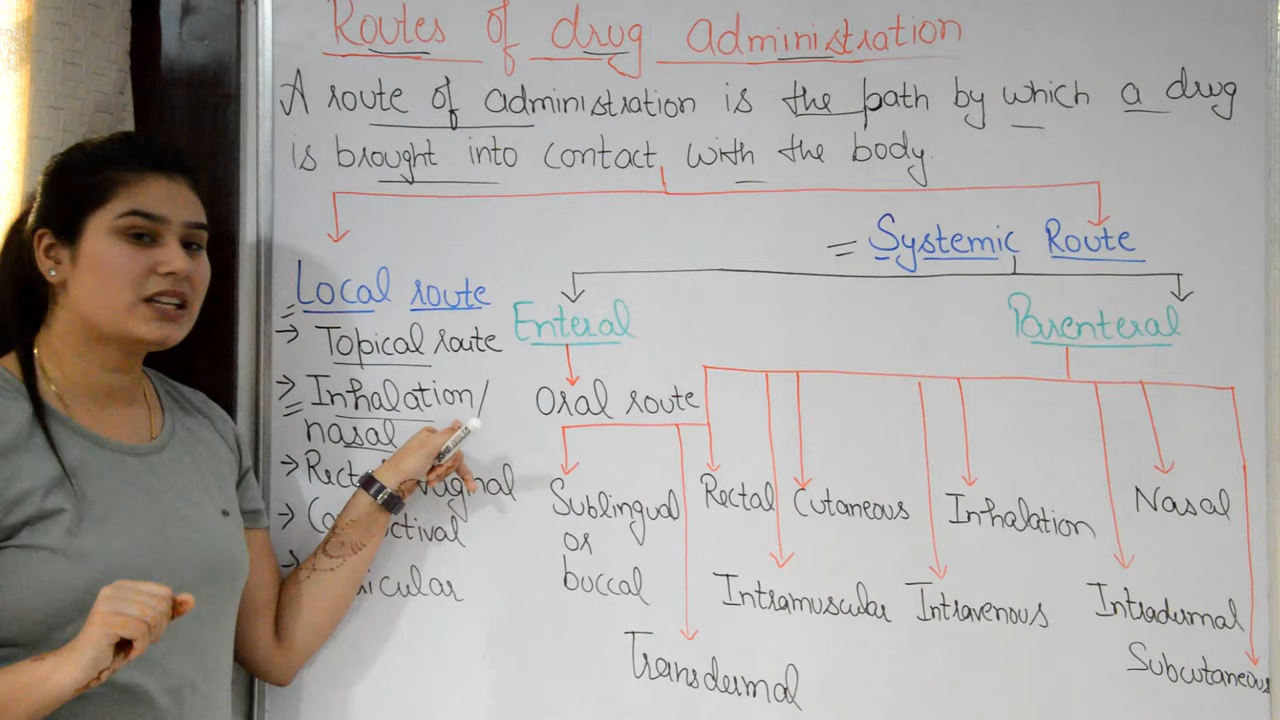 Routes of drug administration
A route of administration is the path by which a drug
is brought into contact with the body.
Systemic Route
Local route
Enteral
Parenteral
→ Topical route
→ Inhalation/
nasal
Oral route
→ vaginal
Sublingual
or
buccal
Rectal
Cutaneous
Inhalation
Nasal
Intramuscular
Intravenous
Intradermal
Subcutaneous
Transdermal